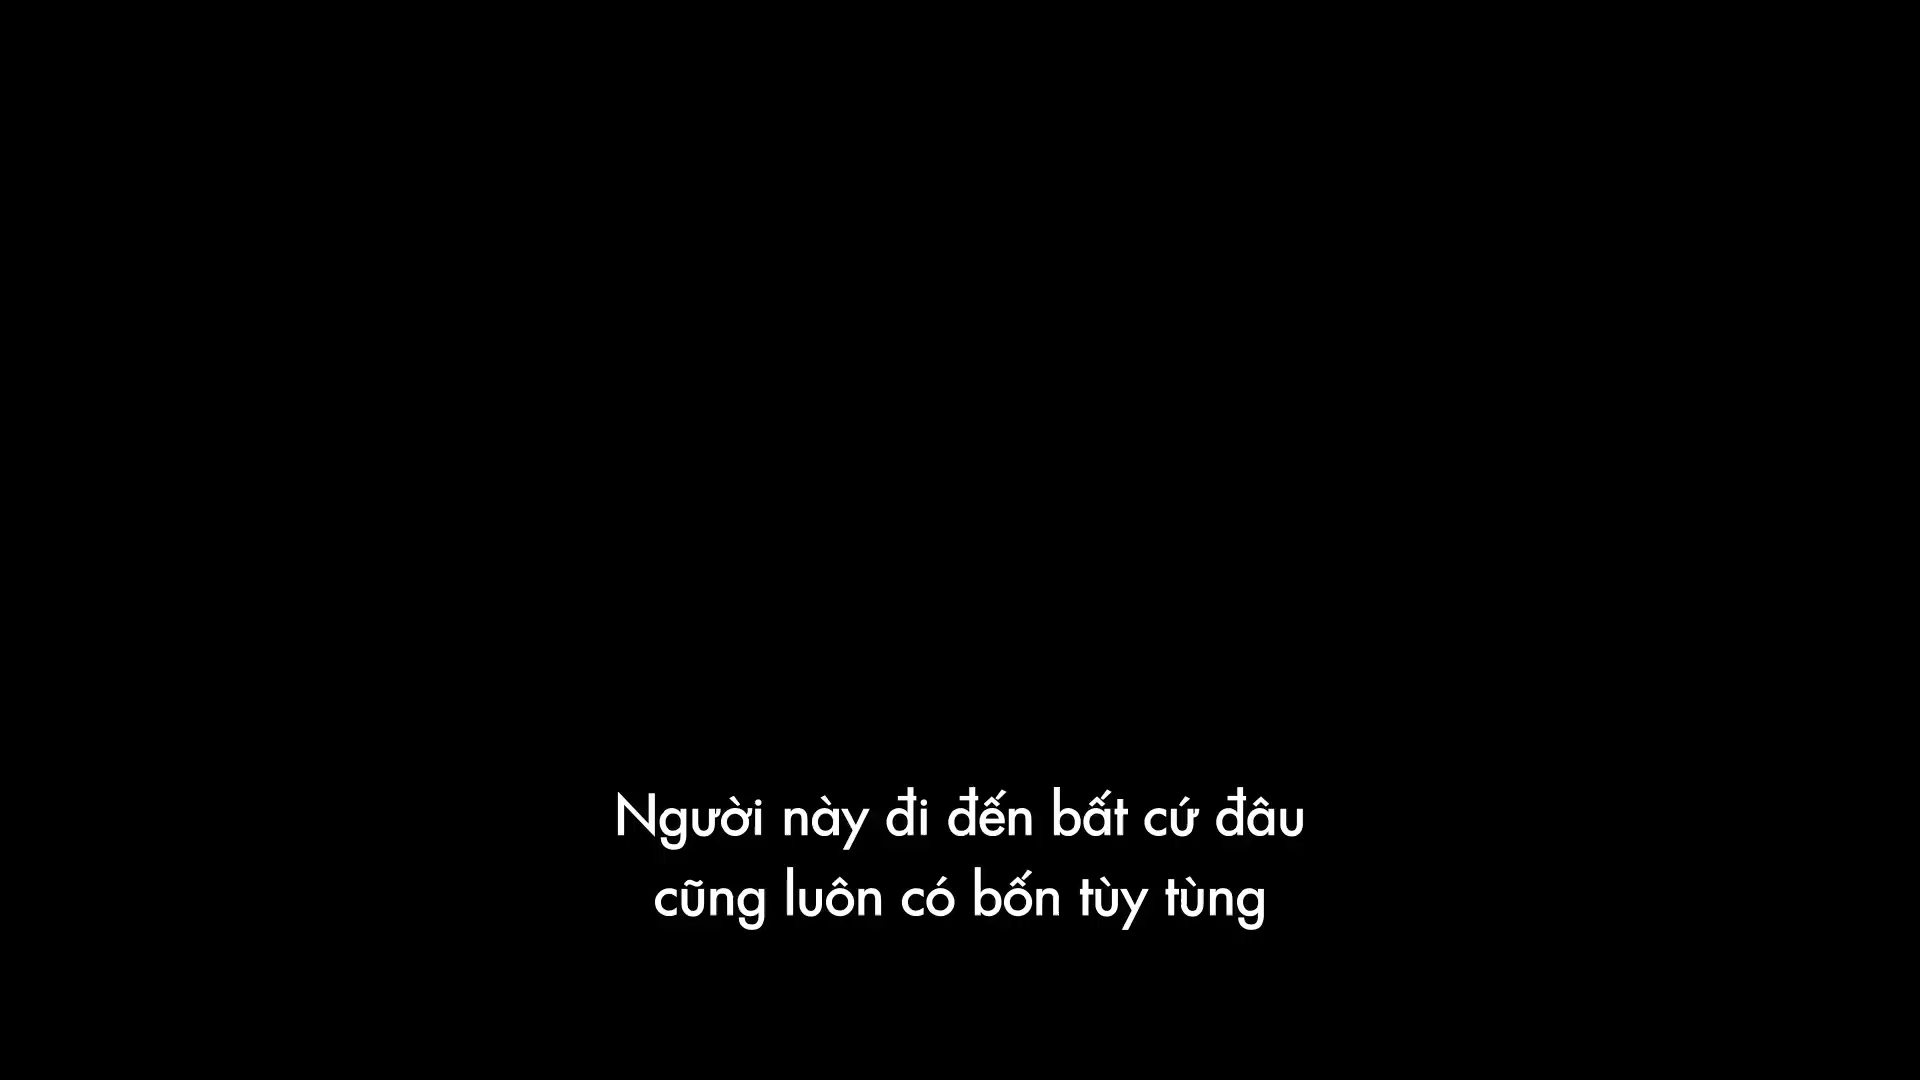 Người này đi đến bất cứ đâu
cũng luôn có bốn tùy tùng